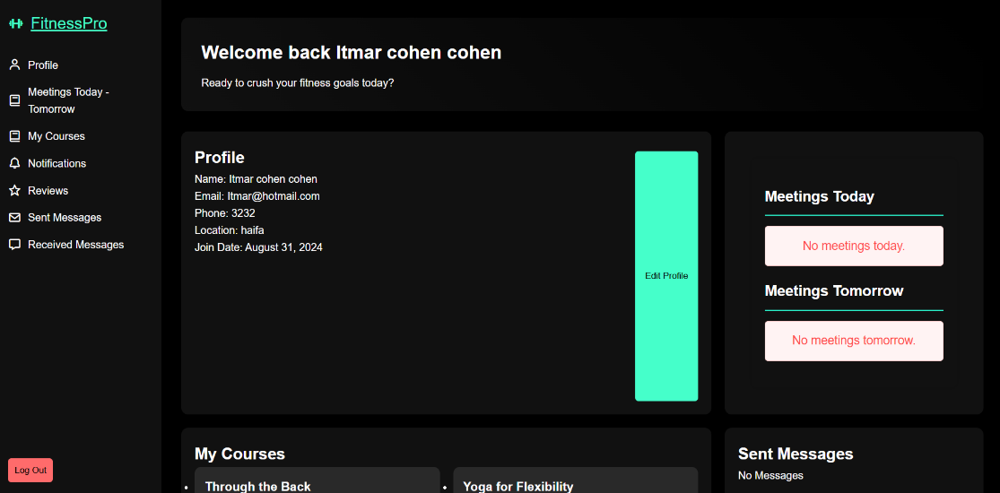 FitnessPro
Profile
Meetings Today -
Tomorrow
My Courses
Notifications
Reviews
Sent Messages
Received Messages
Log Out
Welcome back Itmar cohen cohen
Ready to crush your fitness goals today?
Profile
Name: Itmar cohen cohen
Email: Itmar@hotmail.com
Phone: 3232
Location: haifa
Join Date: August 31, 2024
Edit Profile
Meetings Today
No meetings today.
Meetings Tomorrow
No meetings tomorrow.
My Courses
Through the Back
Yoga for Flexibility
Sent Messages
No Messages